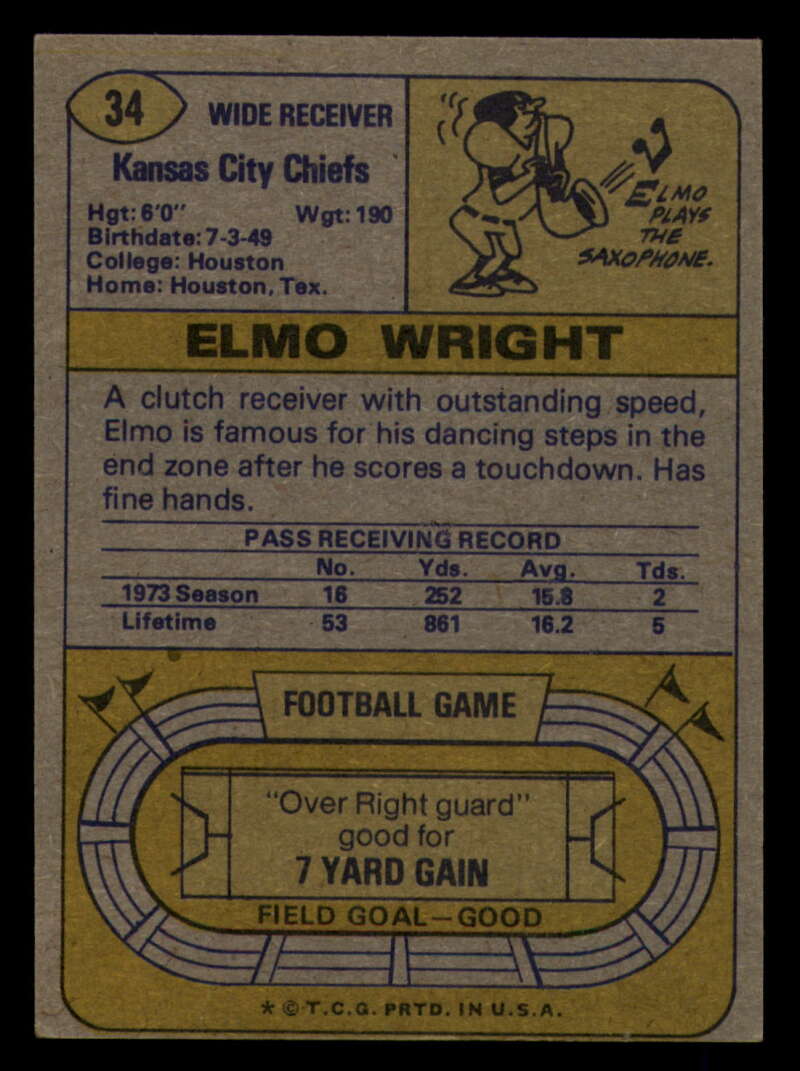 34
WIDE RECEIVER
Kansas City Chiefs
Hgt: 6'0" Wgt: 190
Birthdate: 7-3-49
College: Houston
Home: Houston, Tex.
ELMO
PLAYS
THE
SAXOPHONE.
ELMO WRIGHT
A clutch receiver with outstanding speed,
Elmo is famous for his dancing steps in the
end zone after he scores a touchdown. Has
fine hands.
PASS RECEIVING RECORD
No. Yds. Avg. Tds.
1973 Season 16 252 15.8 2
Lifetime 53 861 16.2 5
FOOTBALL GAME
"Over Right guard"
good for
7 YARD GAIN
FIELD GOAL—GOOD
* © T.C.G. PRTD. IN U.S.A.